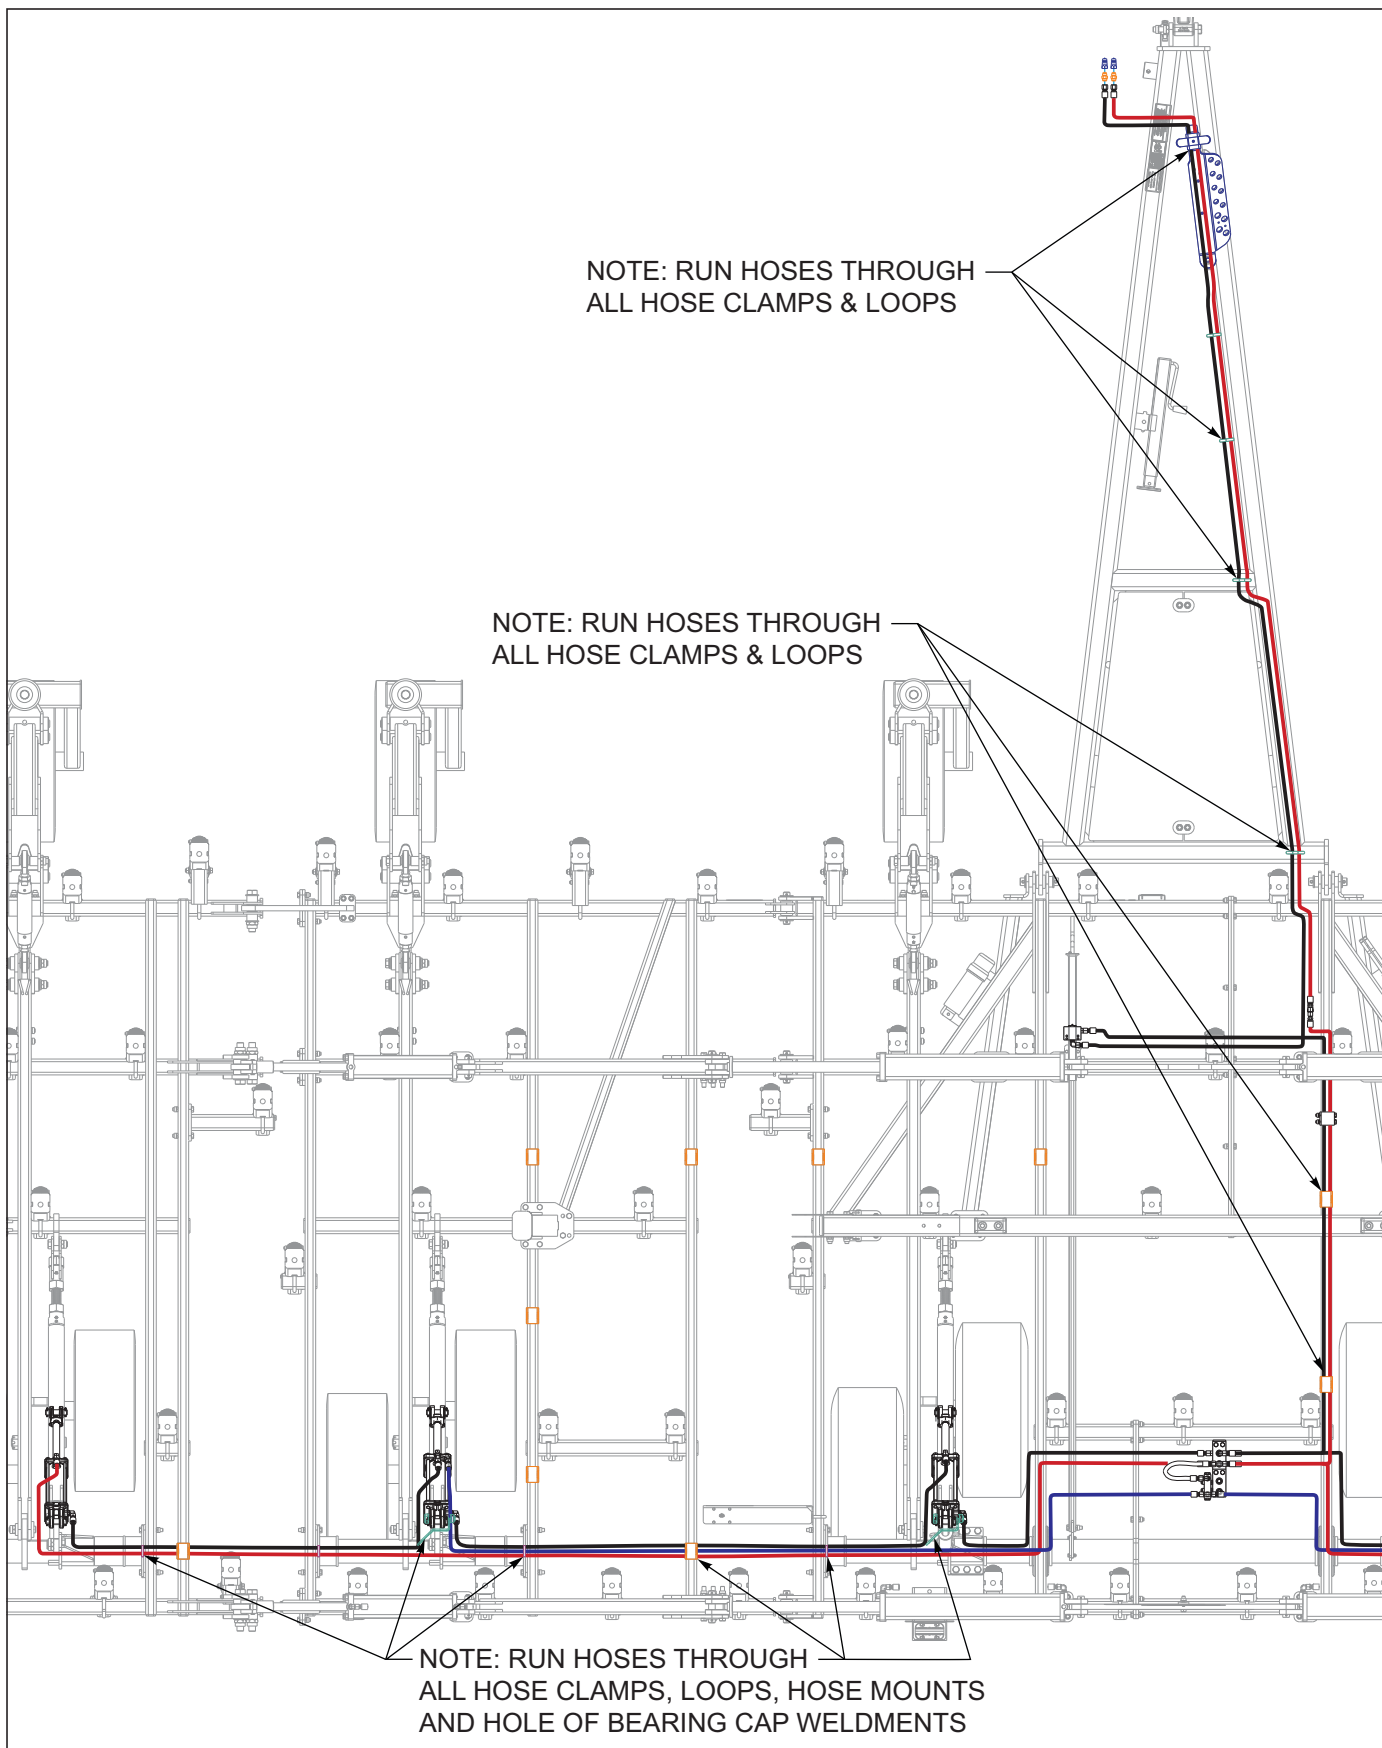 NOTE: RUN HOSES THROUGH
ALL HOSE CLAMPS & LOOPS
NOTE: RUN HOSES THROUGH
ALL HOSE CLAMPS & LOOPS
NOTE: RUN HOSES THROUGH
ALL HOSE CLAMPS, LOOPS, HOSE MOUNTS
AND HOLE OF BEARING CAP WELDMENTS